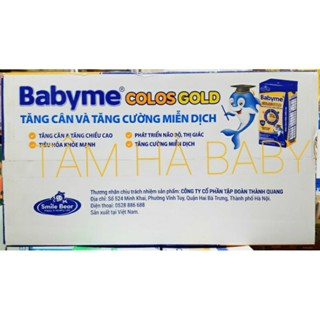 Babyme® COLOS GOLD
TĂNG CÂN VÀ TĂNG CƯỜNG MIỄN DỊCH
TĂNG CÂN & TĂNG CHIỀU CAO
PHÁT TRIỂN NÃO BỘ, THỊ GIÁC
TIÊU HÓA KHỎE MẠNH
TĂNG CƯỜNG MIỄN DỊCH
Babyme
TAM HA BABY
Thương nhân chịu trách nhiệm sản phẩm: CÔNG TY CỔ PHẦN TẬP ĐOÀN THÀNH QUANG
Địa chỉ: Số 524 Minh Khai, Phường Vĩnh Tuy, Quận Hai Bà Trưng, Thành phố Hà Nội.
Điện thoại: 0528 886 688
Sản xuất tại Việt Nam.
Smile Bear